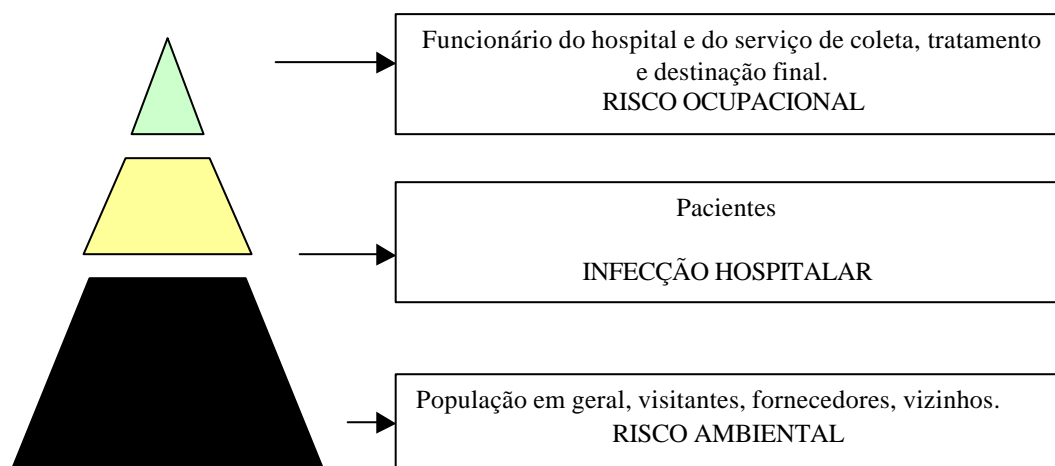 Funcionário do hospital e do serviço de coleta, tratamento
e destinação final.
RISCO OCUPACIONAL
Pacientes
INFECÇÃO HOSPITALAR
População em geral, visitantes, fornecedores, vizinhos.
RISCO AMBIENTAL